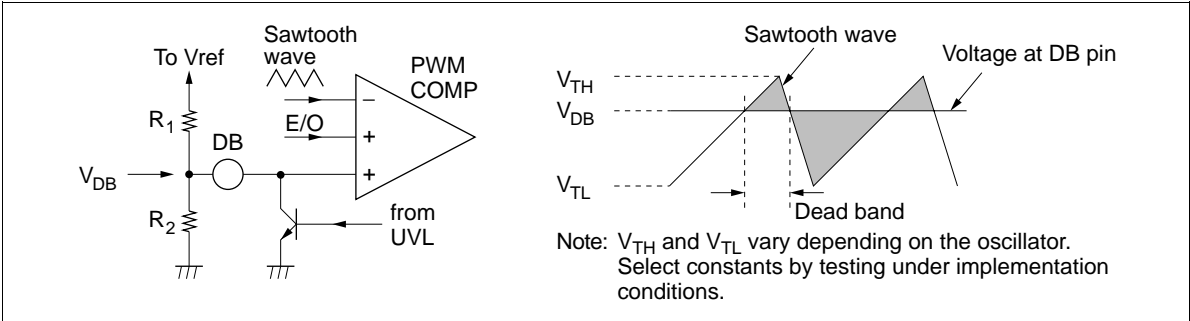 Sawtooth
wave
To Vref
PWM
COMP
−
E/O
+
+
R1
DB
VDB
R2
from
UVL
Sawtooth wave
Voltage at DB pin
VTH
VDB
VTL
Dead band
Note: VTH and VTL vary depending on the oscillator.
Select constants by testing under implementation
conditions.